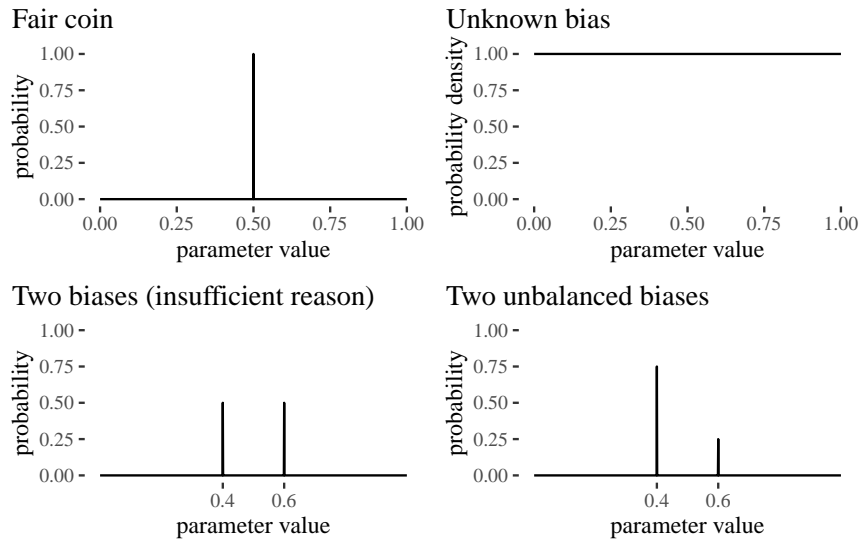 Fair coin
probability
1.00
0.75
0.50
0.25
0.00
0.00 0.25 0.50 0.75 1.00
parameter value
Unknown bias
probability density
1.00
0.75
0.50
0.25
0.00
0.00 0.25 0.50 0.75 1.00
parameter value
Two biases (insufficient reason)
probability
1.00
0.75
0.50
0.25
0.00
0.4 0.6
parameter value
Two unbalanced biases
probability
1.00
0.75
0.50
0.25
0.00
0.4 0.6
parameter value